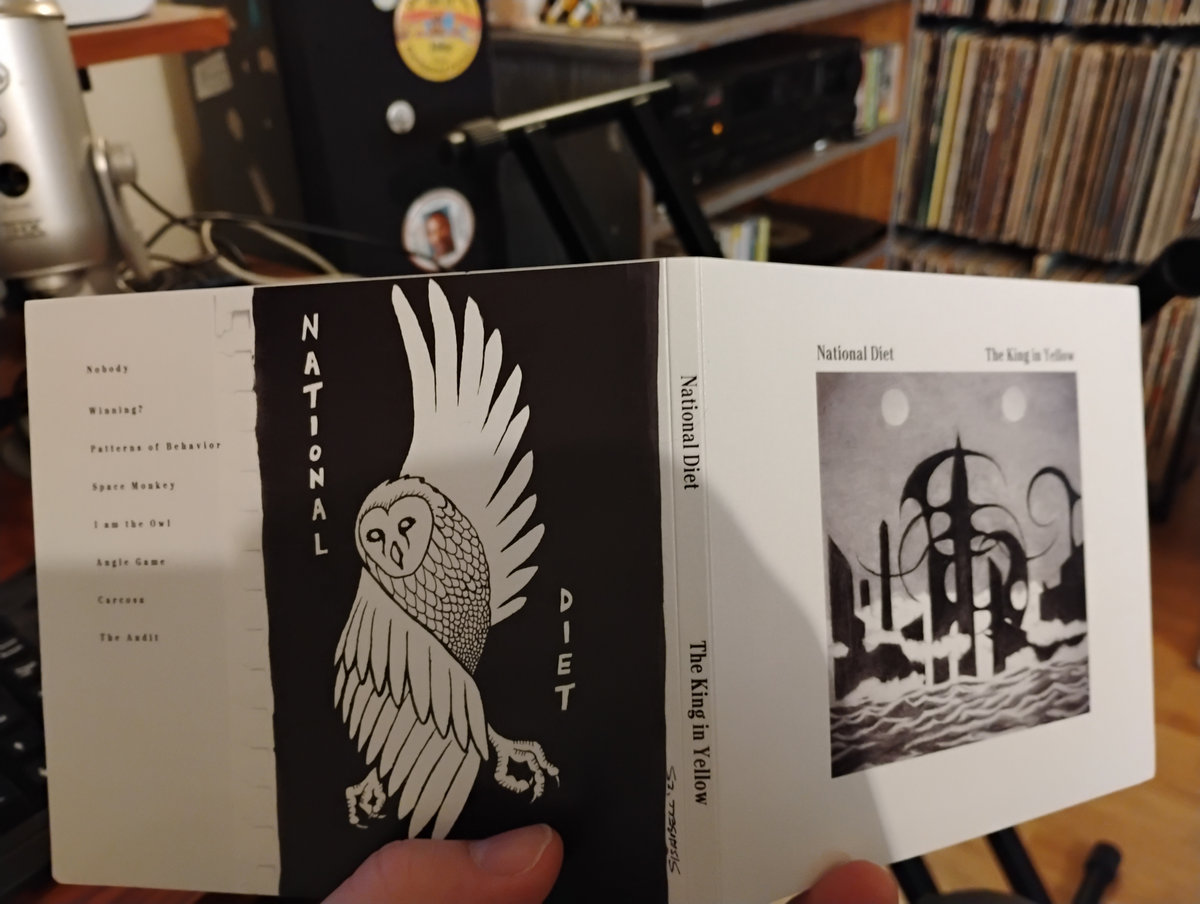 Nobody
Winning?
Patterns of Behavior
Space Monkey
I am the Owl
Angle Game
Carcosa
The Audit
NATIONAL
DIET
National Diet
The King in Yellow
National Diet
The King in Yellow